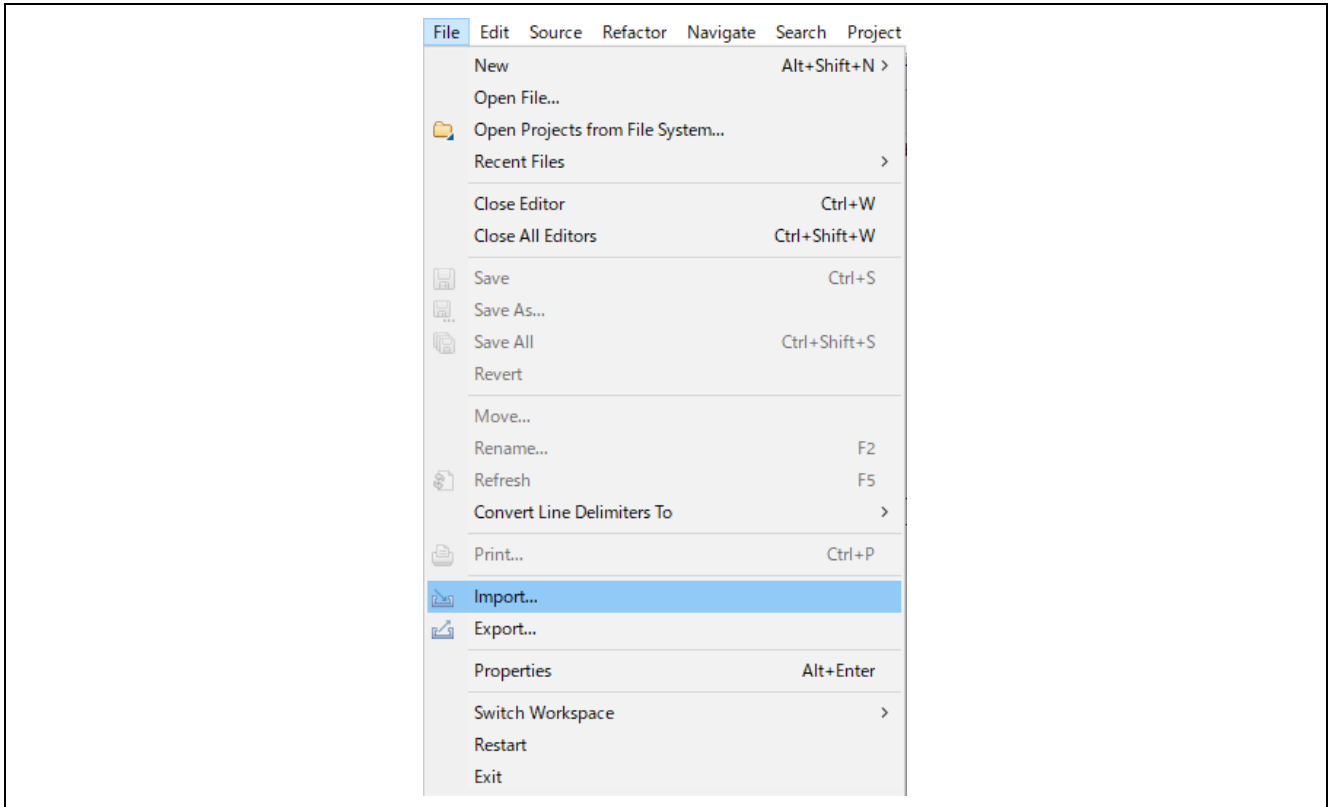 File Edit Source Refactor Navigate Search Project
New Alt+Shift+N >
Open File...
Open Projects from File System...
Recent Files >
Close Editor Ctrl+W
Close All Editors Ctrl+Shift+W
Save Ctrl+S
Save As...
Save All Ctrl+Shift+S
Revert
Move...
Rename... F2
Refresh F5
Convert Line Delimiters To >
Print... Ctrl+P
Import...
Export...
Properties Alt+Enter
Switch Workspace >
Restart
Exit